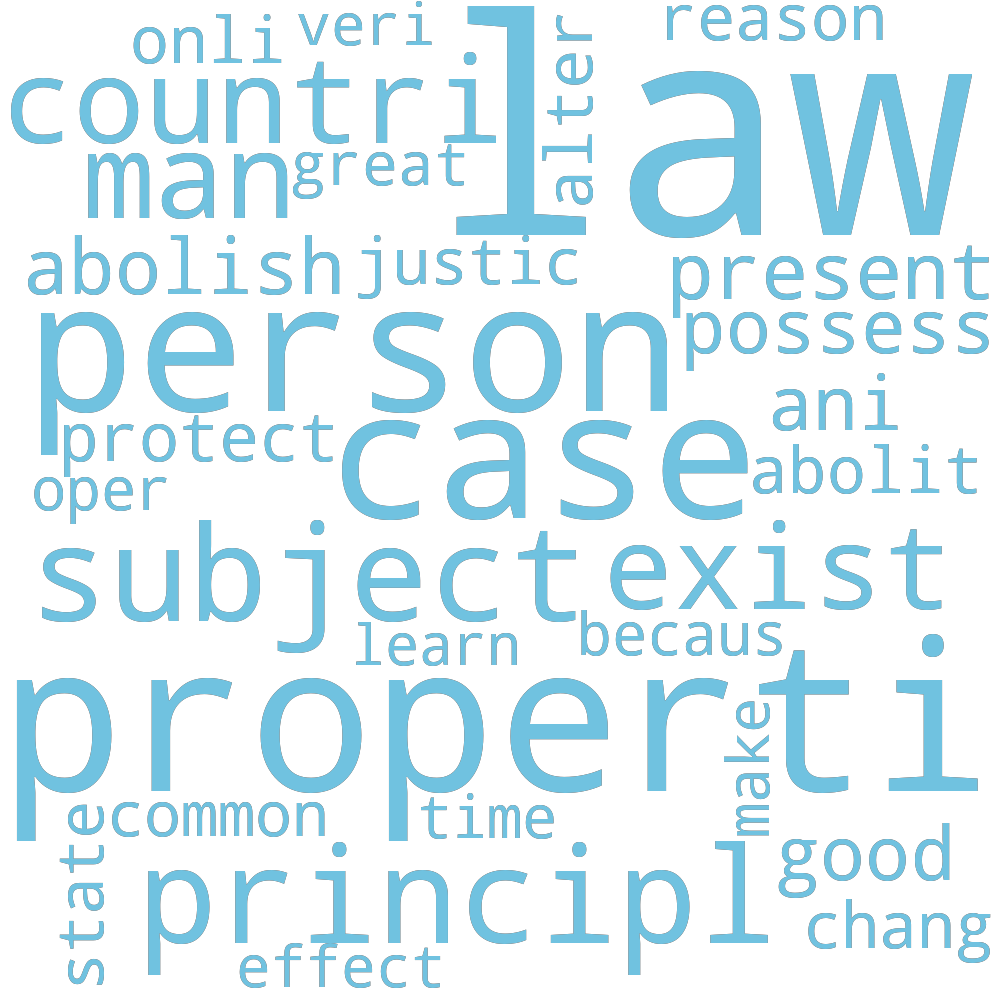 onli veri reason
countri law
alter
man great
abolish justic present
person possess
ani
protect case abolit
oper
subject exist
learn becaus
properti
make
common time
state principl good
chang
effect